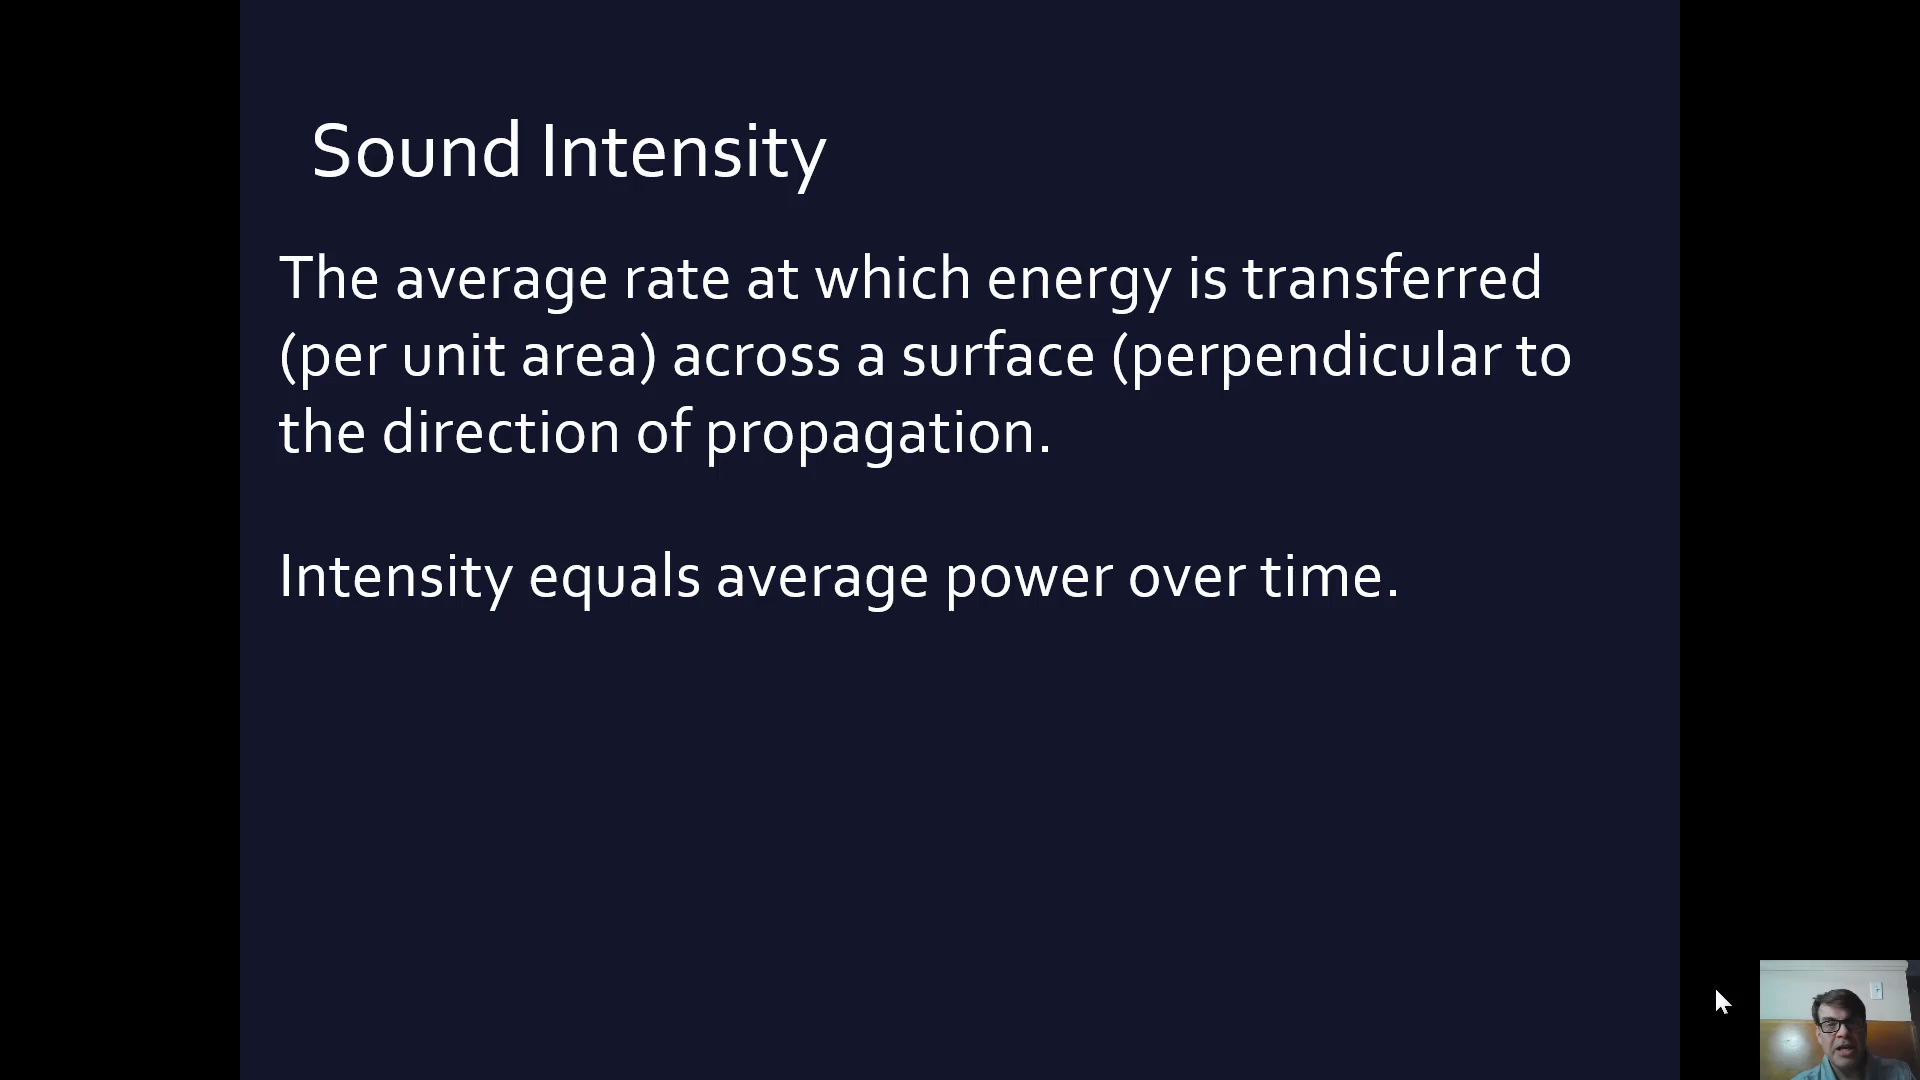 Sound Intensity
The average rate at which energy is transferred
(per unit area) across a surface (perpendicular to
the direction of propagation.
Intensity equals average power over time.